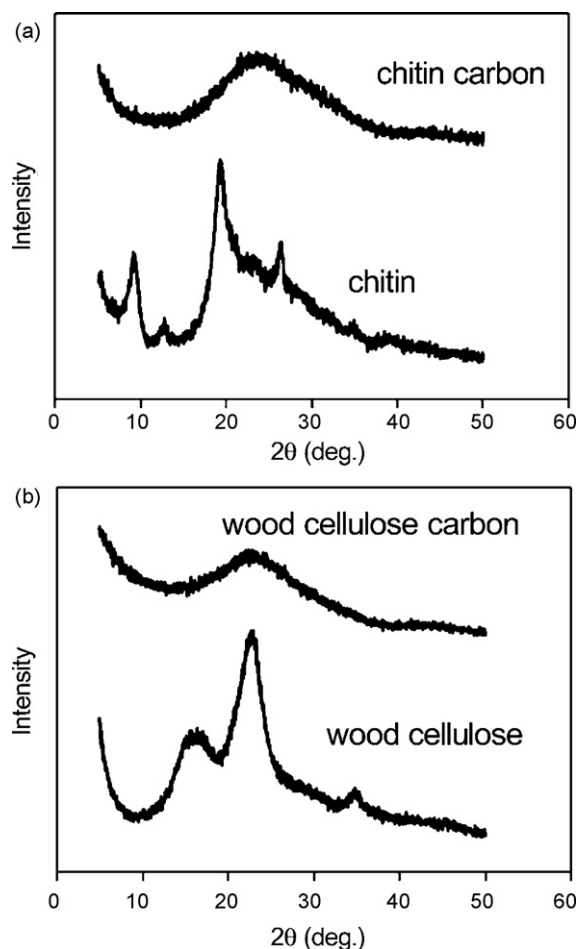 (a)
chitin carbon
chitin
Intensity
0 10 20 30 40 50 60
2θ (deg.)
(b)
wood cellulose carbon
wood cellulose
Intensity
0 10 20 30 40 50 60
2θ (deg.)